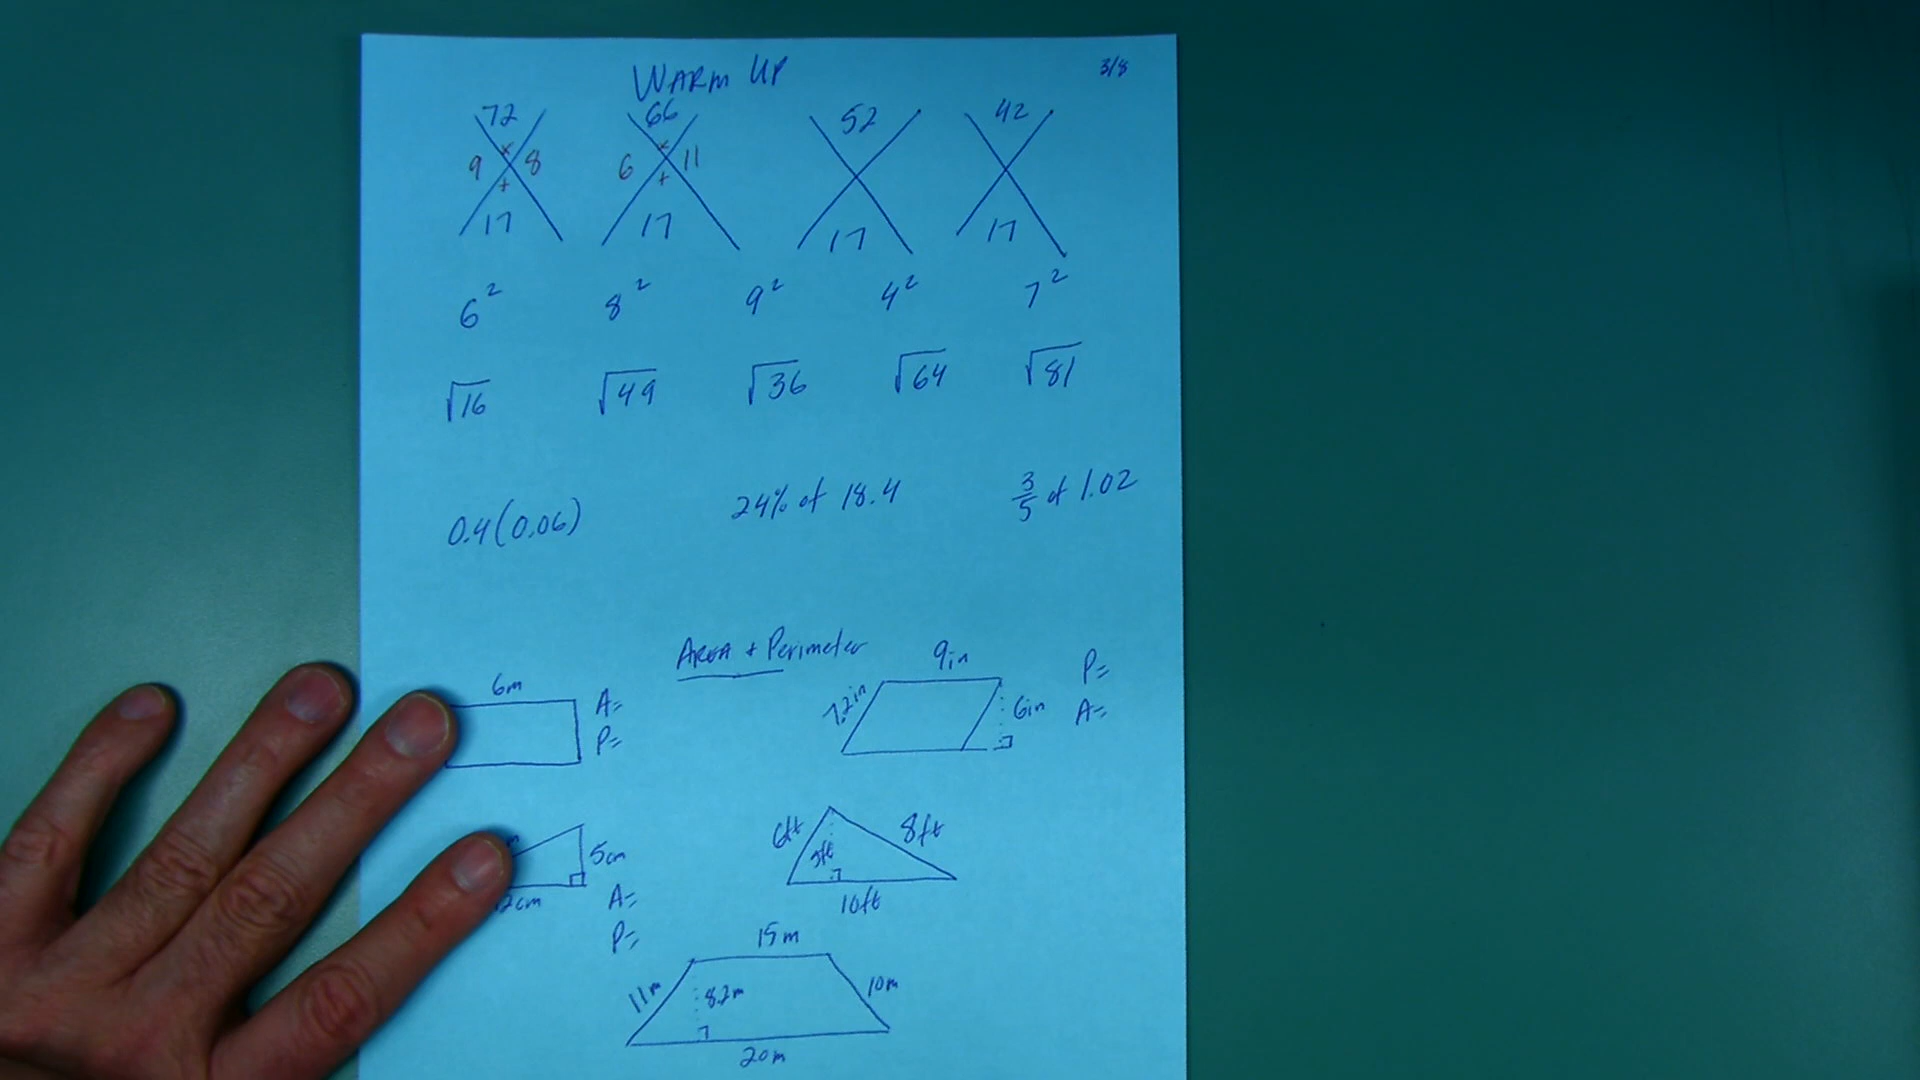 WARM UP 3/8
72 66 52 42
9 × 8 6 × 11
+ +
17 17 17 17
6² 8² 9² 4² 7²
√16 √49 √36 √64 √81
0.4(0.06) 24% of 18.4 3/5 of 1.02
AREA + Perimeter
6m A= 9in P=
P= 7.2in 6in A=
5cm 6ft 8ft
3ft
2cm A= 10ft
P=
15m
11m 8.2m 10m
20m